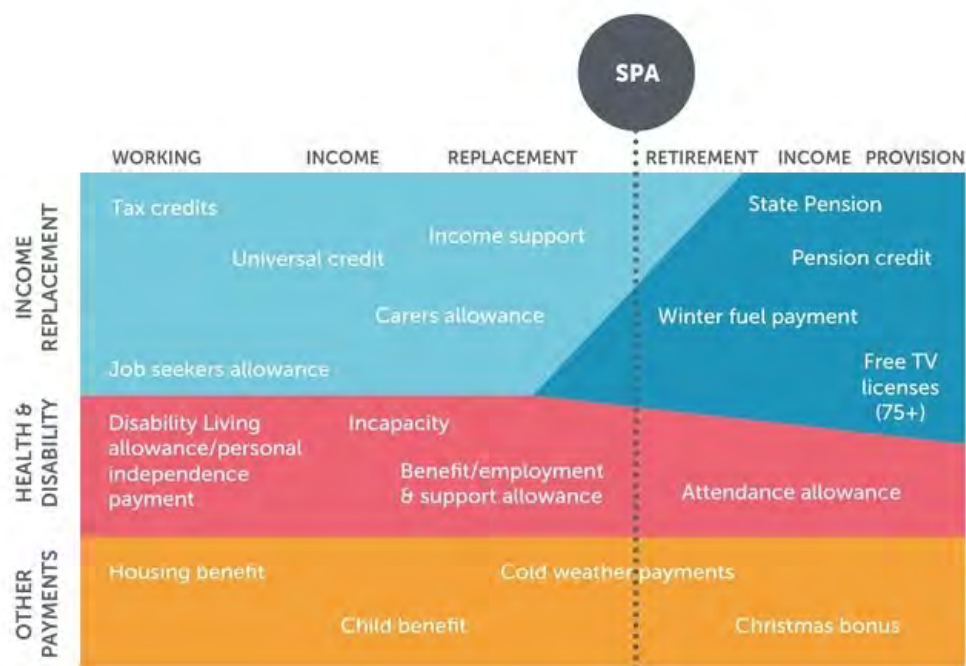 SPA
WORKING INCOME REPLACEMENT RETIREMENT INCOME PROVISION
INCOME
REPLACEMENT
Tax credits
Income support
Universal credit
Carers allowance
Job seekers allowance
State Pension
Pension credit
Winter fuel payment
Free TV
licenses
(75+)
HEALTH &
DISABILITY
Disability Living
allowance/personal
independence
payment
Incapacity
Benefit/employment
& support allowance
Attendance allowance
OTHER
PAYMENTS
Housing benefit
Cold weather payments
Child benefit
Christmas bonus